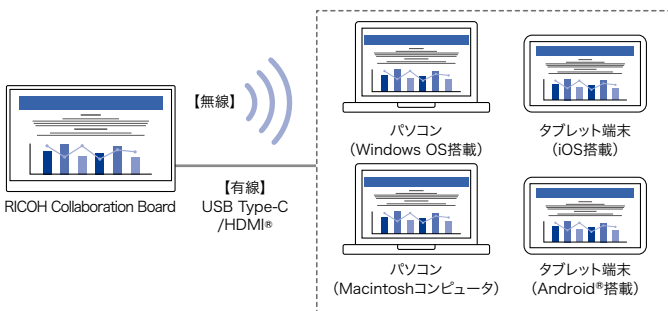 【無線】
RICOH Collaboration Board
【有線】
USB Type-C
/HDMI®
パソコン
（Windows OS搭載）
タブレット端末
（iOS搭載）
パソコン
（Macintoshコンピュータ）
タブレット端末
（Android®搭載）